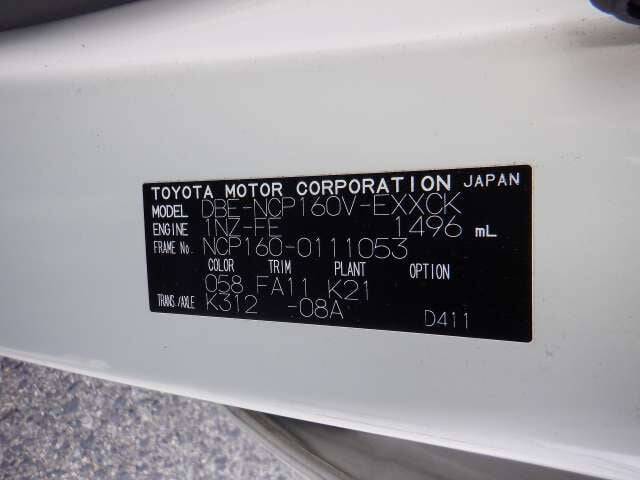 TOYOTA MOTOR CORPORATION JAPAN
MODEL DBE-NCP160V-EXXCK
ENGINE 1NZ-FE 1496 mL
FRAME No. NCP160-0111053
COLOR TRIM PLANT OPTION
058 FA11 K21
TRANS./AXLE K312 -08A
D411